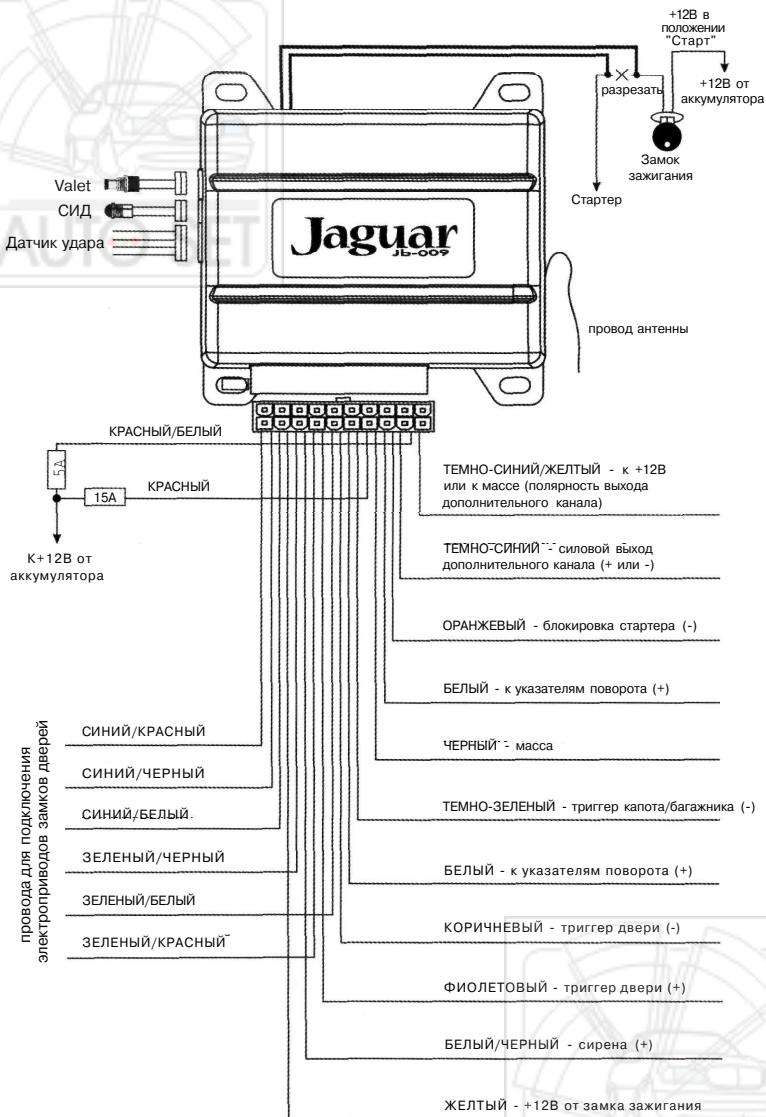 +12В в
положении
"Старт"
+12В от
аккумулятора
разрезать
Замок
зажигания
Стартер
Valet
СИД
Датчик удара
AUTO SET
Jaguar
Jb-009
провод антенны
КРАСНЫЙ/БЕЛЫЙ
5А
КРАСНЫЙ
15А
К+12В от
аккумулятора
ТЕМНО-СИНИЙ/ЖЕЛТЫЙ - к +12В
или к массе (полярность выхода
дополнительного канала)
ТЕМНО-СИНИЙ - силовой выход
дополнительного канала (+ или -)
ОРАНЖЕВЫЙ - блокировка стартера (-)
БЕЛЫЙ - к указателям поворота (+)
ЧЕРНЫЙ - масса
ТЕМНО-ЗЕЛЕНЫЙ - триггер капота/багажника (-)
БЕЛЫЙ - к указателям поворота (+)
КОРИЧНЕВЫЙ - триггер двери (-)
ФИОЛЕТОВЫЙ - триггер двери (+)
БЕЛЫЙ/ЧЕРНЫЙ - сирена (+)
ЖЕЛТЫЙ - +12В от замка зажигания
провода для подключения
электроприводов замков дверей
СИНИЙ/КРАСНЫЙ
СИНИЙ/ЧЕРНЫЙ
СИНИЙ/БЕЛЫЙ
ЗЕЛЕНЫЙ/ЧЕРНЫЙ
ЗЕЛЕНЫЙ/БЕЛЫЙ
ЗЕЛЕНЫЙ/КРАСНЫЙ